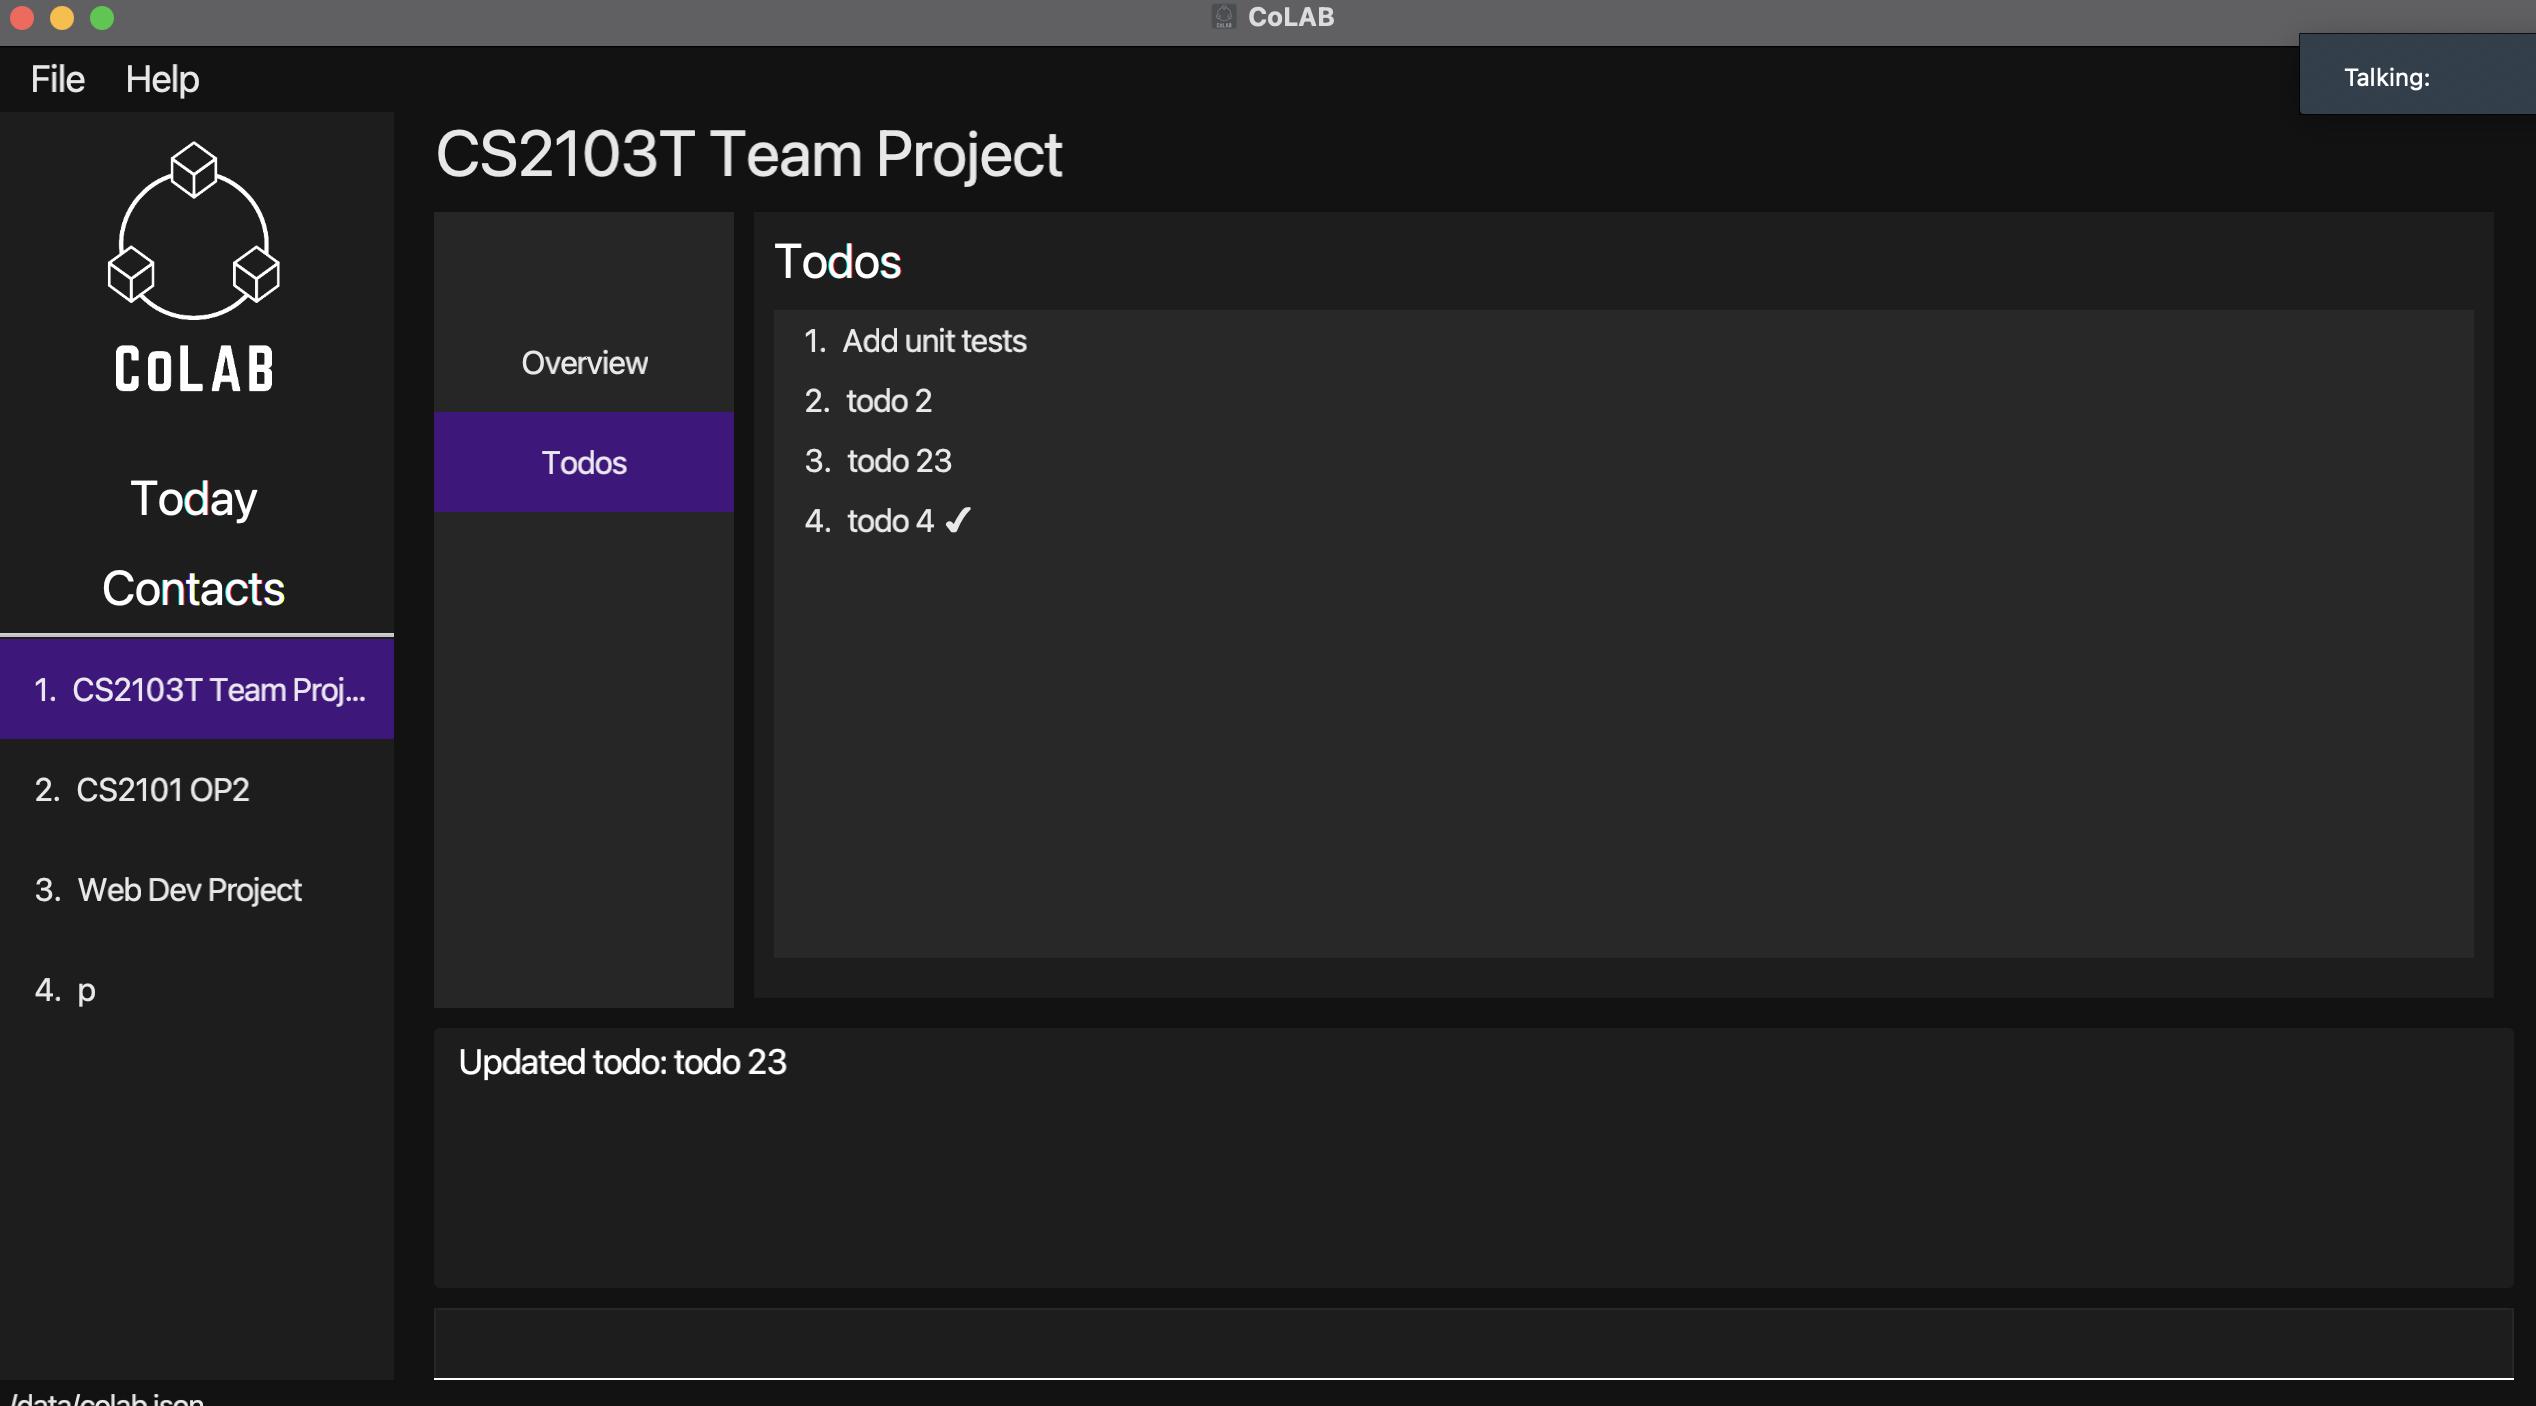 CoLAB
File Help
Talking:
CoLAB
Today
Contacts
1. CS2103T Team Proj...
2. CS2101 OP2
3. Web Dev Project
4. p
CS2103T Team Project
Overview
Todos
Todos
1. Add unit tests
2. todo 2
3. todo 23
4. todo 4 ✔
Updated todo: todo 23
/data/colab.json